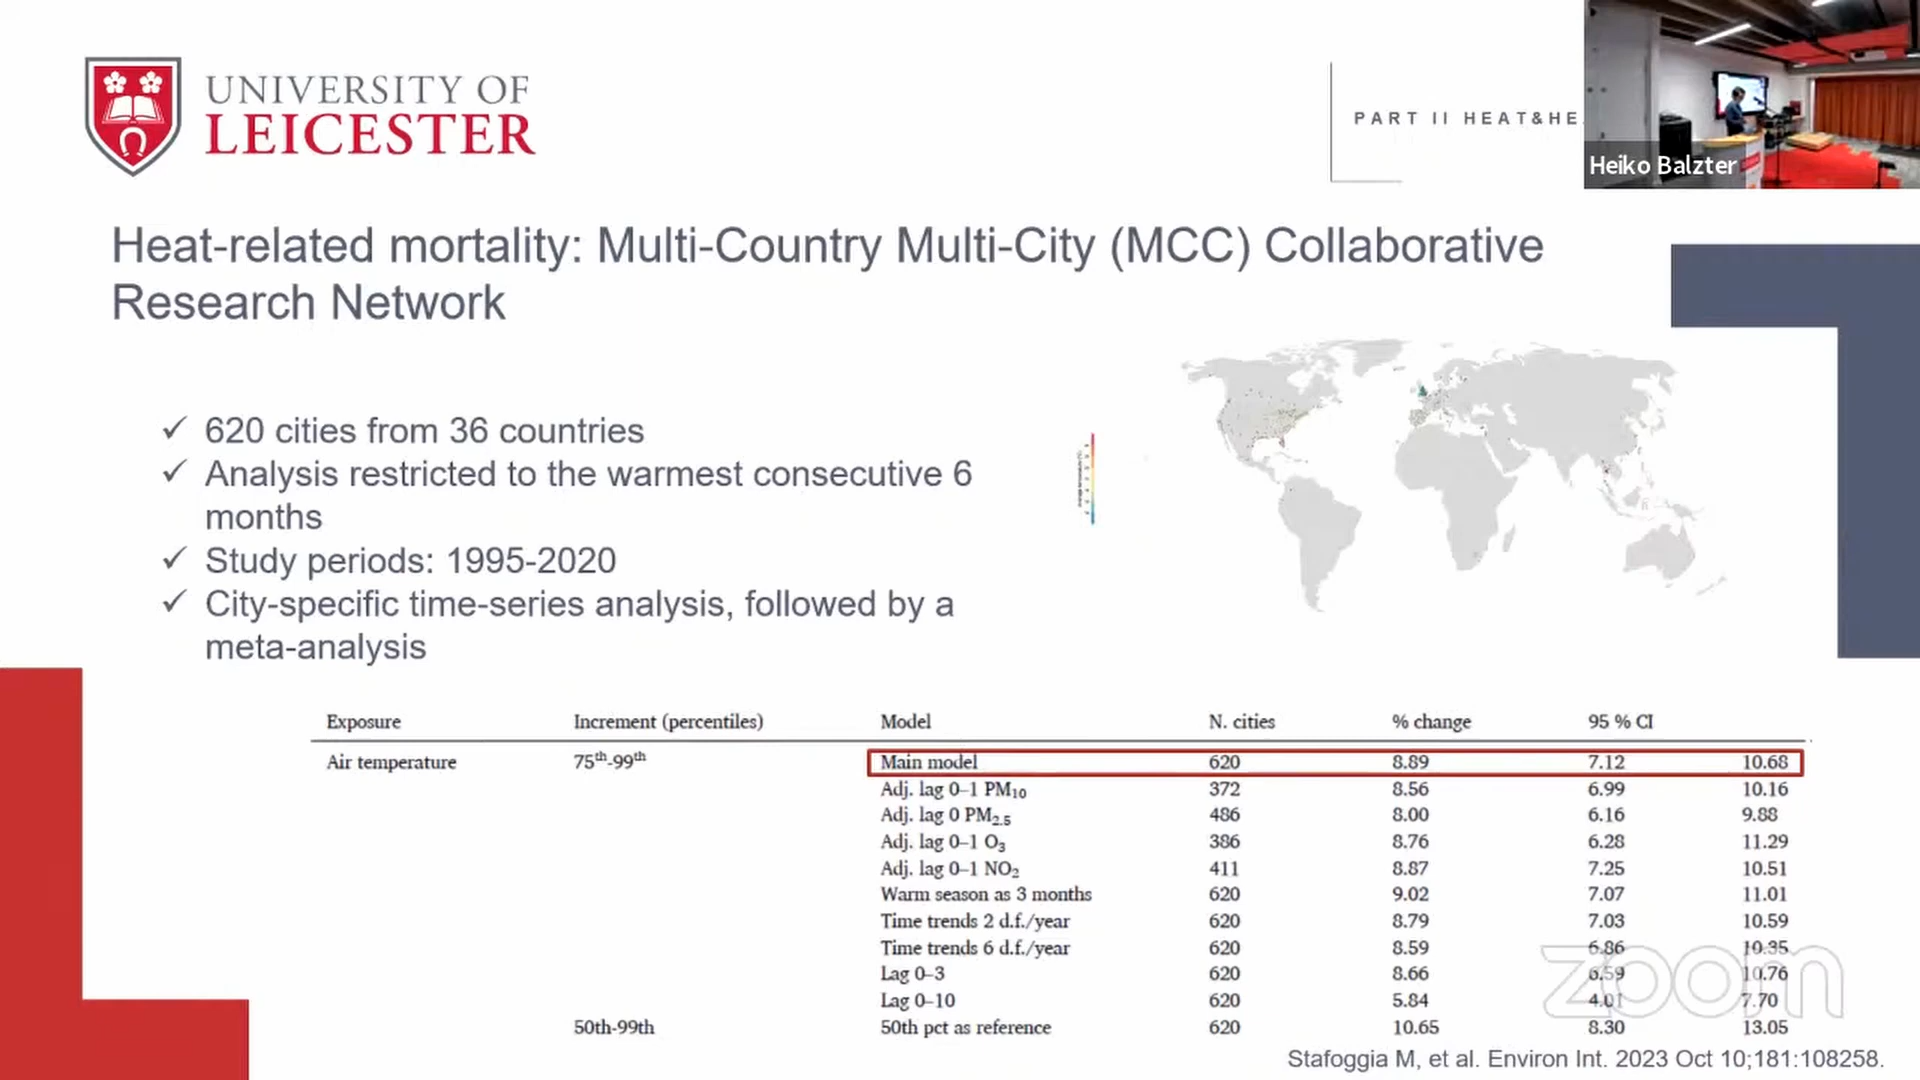 UNIVERSITY OF
LEICESTER
PART II HEAT&HE
Heiko Balzter
Heat-related mortality: Multi-Country Multi-City (MCC) Collaborative
Research Network
✓ 620 cities from 36 countries
✓ Analysis restricted to the warmest consecutive 6
months
✓ Study periods: 1995-2020
✓ City-specific time-series analysis, followed by a
meta-analysis
Exposure Increment (percentiles) Model N. cities % change 95 % CI
Air temperature 75th-99th Main model 620 8.89 7.12 10.68
Adj. lag 0–1 PM10 372 8.56 6.99 10.16
Adj. lag 0 PM2.5 486 8.00 6.16 9.88
Adj. lag 0–1 O3 386 8.76 6.28 11.29
Adj. lag 0–1 NO2 411 8.87 7.25 10.51
Warm season as 3 months 620 9.02 7.07 11.01
Time trends 2 d.f./year 620 8.79 7.03 10.59
Time trends 6 d.f./year 620 8.59 6.86 10.35
Lag 0–3 620 8.66 6.59 10.76
Lag 0–10 620 5.84 4.01 7.70
50th-99th 50th pct as reference 620 10.65 8.30 13.05
zoom
Stafoggia M, et al. Environ Int. 2023 Oct 10;181:108258.